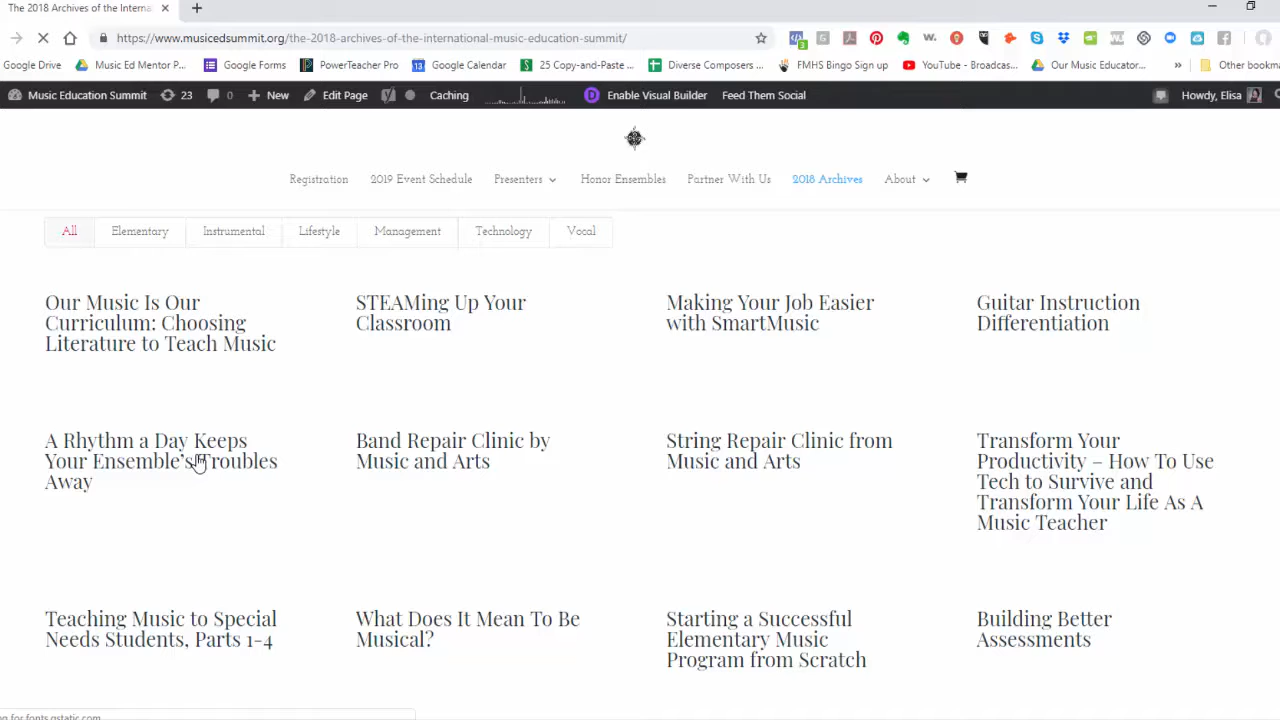 The 2018 Archives of the Interna
https://www.musicedsummit.org/the-2018-archives-of-the-international-music-education-summit/
3
Google Drive Music Ed Mentor P... Google Forms PowerTeacher Pro Google Calendar 25 Copy-and-Paste ... Diverse Composers ... FMHS Bingo Sign up YouTube - Broadcas... Our Music Educator... » Other bookma
Music Education Summit 23 0 New Edit Page Caching Enable Visual Builder Feed Them Social Howdy, Elisa
Registration 2019 Event Schedule Presenters Honor Ensembles Partner With Us 2018 Archives About
All Elementary Instrumental Lifestyle Management Technology Vocal
Our Music Is Our
Curriculum: Choosing
Literature to Teach Music
STEAMing Up Your
Classroom
Making Your Job Easier
with SmartMusic
Guitar Instruction
Differentiation
A Rhythm a Day Keeps
Your Ensemble's Troubles
Away
Band Repair Clinic by
Music and Arts
String Repair Clinic from
Music and Arts
Transform Your
Productivity – How To Use
Tech to Survive and
Transform Your Life As A
Music Teacher
Teaching Music to Special
Needs Students, Parts 1-4
What Does It Mean To Be
Musical?
Starting a Successful
Elementary Music
Program from Scratch
Building Better
Assessments
ng for fonts.gstatic.com